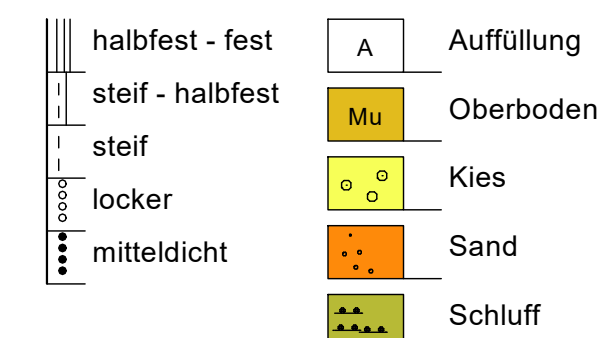 halbfest - fest
steif - halbfest
steif
locker
mitteldicht
A Auffüllung
Mu Oberboden
Kies
Sand
Schluff